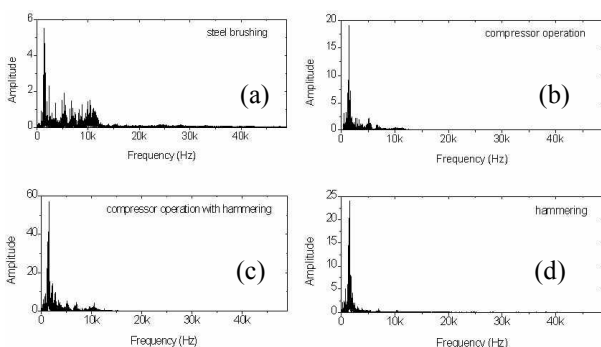 6
4
2
0
Amplitude
steel brushing
(a)
0 10k 20k 30k 40k
Frequency (Hz)
20
15
10
5
0
Amplitude
compressor operation
(b)
0 10k 20k 30k 40k
Frequency (Hz)
60
40
20
0
Amplitude
compressor operation with hammering
(c)
0 10k 20k 30k 40k
Frequency (Hz)
25
20
15
10
5
0
Amplitude
hammering
(d)
0 10k 20k 30k 40k
Frequency (Hz)